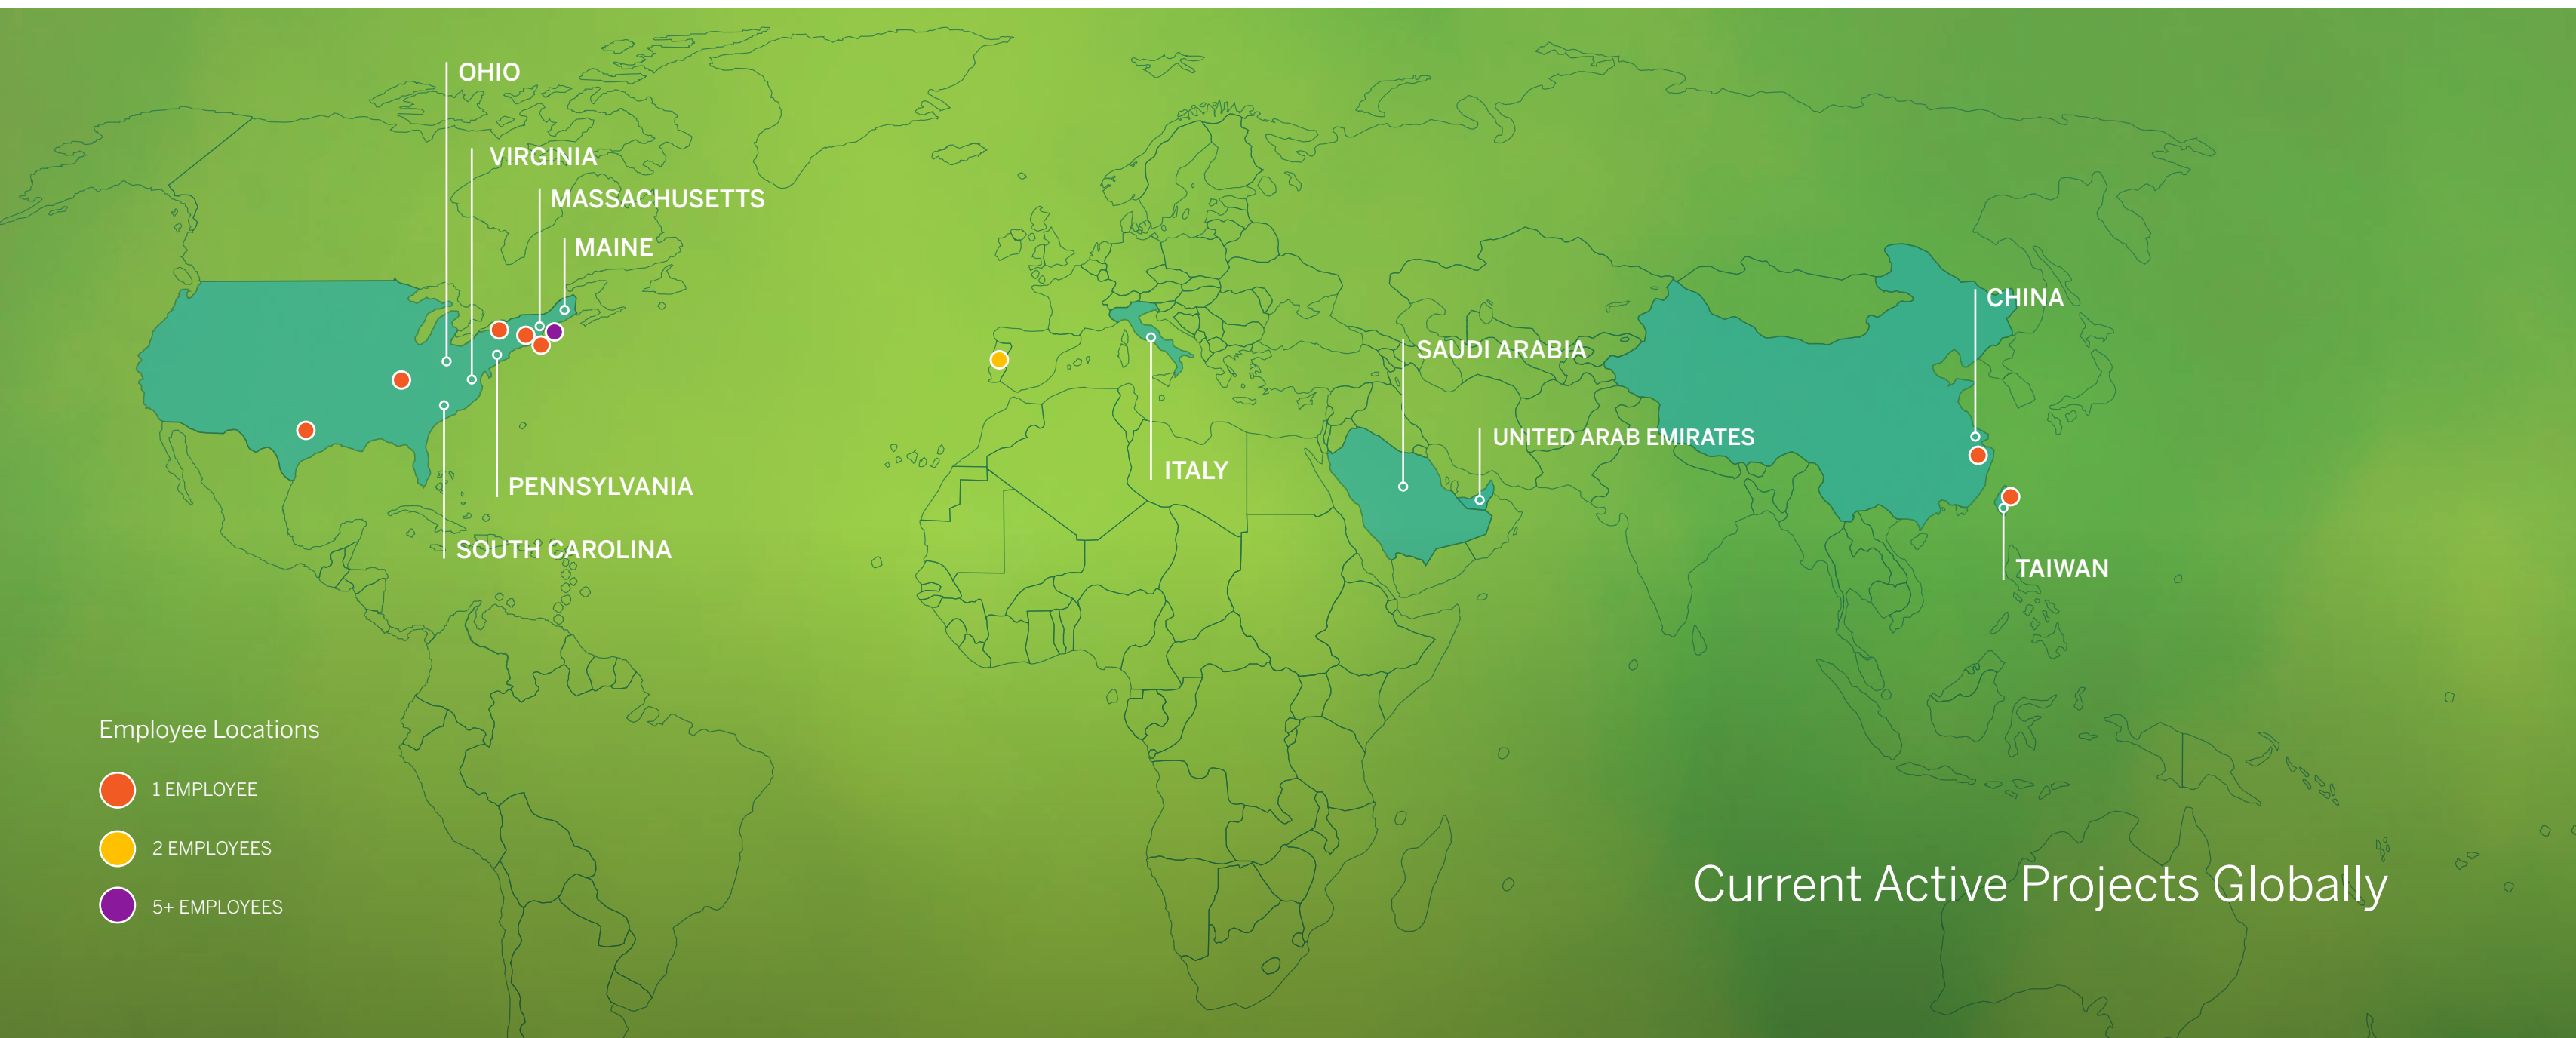 OHIO
VIRGINIA
MASSACHUSETTS
MAINE
CHINA
SAUDI ARABIA
UNITED ARAB EMIRATES
ITALY
PENNSYLVANIA
SOUTH CAROLINA
TAIWAN
Employee Locations
1 EMPLOYEE
2 EMPLOYEES
5+ EMPLOYEES
Current Active Projects Globally